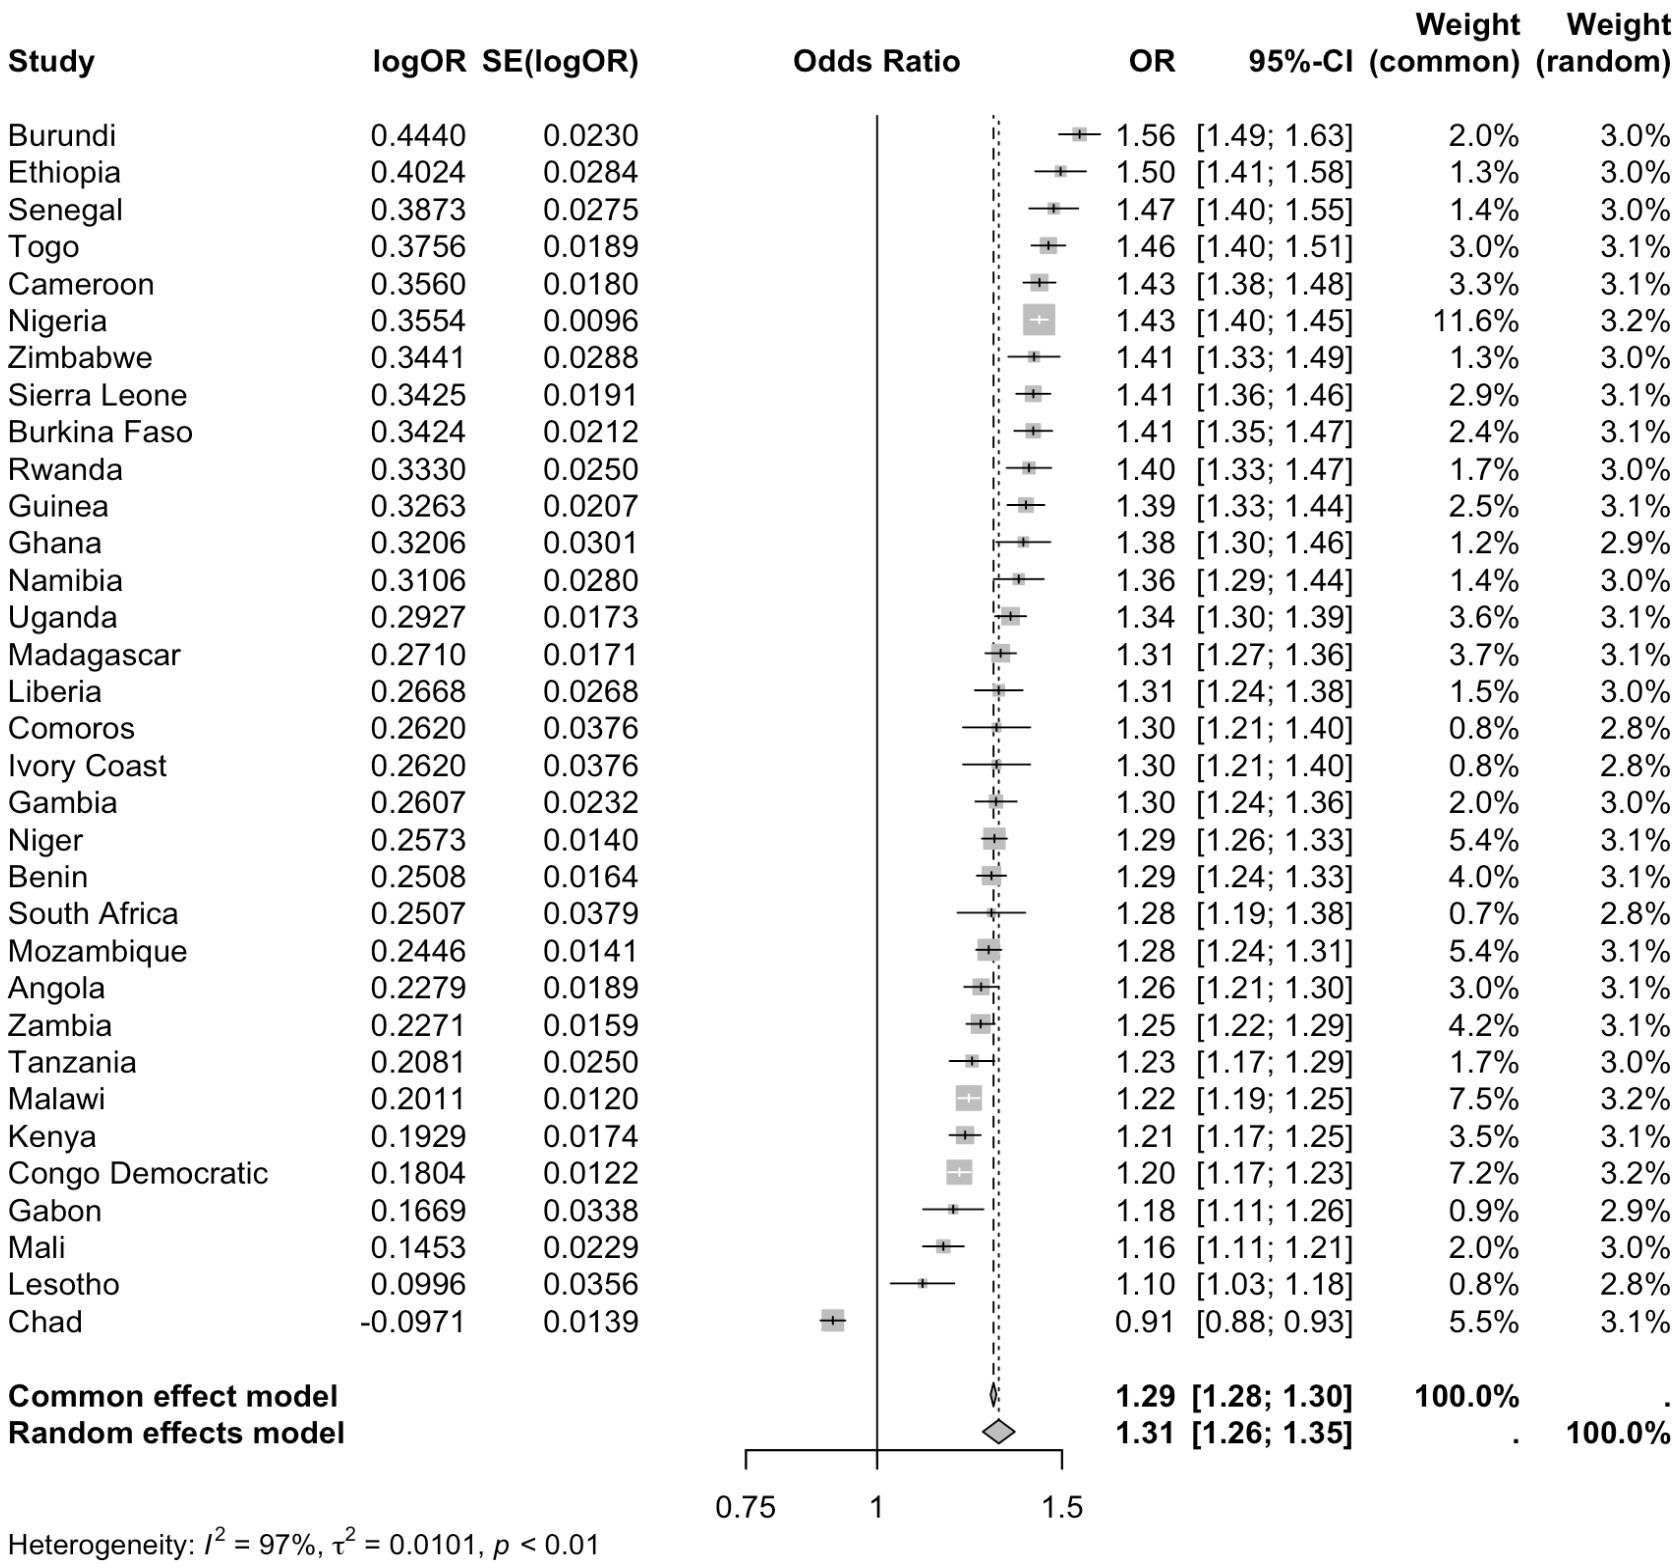 Weight Weight
Study logOR SE(logOR) Odds Ratio OR 95%-CI (common) (random)
Burundi 0.4440 0.0230 1.56 [1.49; 1.63] 2.0% 3.0%
Ethiopia 0.4024 0.0284 1.50 [1.41; 1.58] 1.3% 3.0%
Senegal 0.3873 0.0275 1.47 [1.40; 1.55] 1.4% 3.0%
Togo 0.3756 0.0189 1.46 [1.40; 1.51] 3.0% 3.1%
Cameroon 0.3560 0.0180 1.43 [1.38; 1.48] 3.3% 3.1%
Nigeria 0.3554 0.0096 1.43 [1.40; 1.45] 11.6% 3.2%
Zimbabwe 0.3441 0.0288 1.41 [1.33; 1.49] 1.3% 3.0%
Sierra Leone 0.3425 0.0191 1.41 [1.36; 1.46] 2.9% 3.1%
Burkina Faso 0.3424 0.0212 1.41 [1.35; 1.47] 2.4% 3.1%
Rwanda 0.3330 0.0250 1.40 [1.33; 1.47] 1.7% 3.0%
Guinea 0.3263 0.0207 1.39 [1.33; 1.44] 2.5% 3.1%
Ghana 0.3206 0.0301 1.38 [1.30; 1.46] 1.2% 2.9%
Namibia 0.3106 0.0280 1.36 [1.29; 1.44] 1.4% 3.0%
Uganda 0.2927 0.0173 1.34 [1.30; 1.39] 3.6% 3.1%
Madagascar 0.2710 0.0171 1.31 [1.27; 1.36] 3.7% 3.1%
Liberia 0.2668 0.0268 1.31 [1.24; 1.38] 1.5% 3.0%
Comoros 0.2620 0.0376 1.30 [1.21; 1.40] 0.8% 2.8%
Ivory Coast 0.2620 0.0376 1.30 [1.21; 1.40] 0.8% 2.8%
Gambia 0.2607 0.0232 1.30 [1.24; 1.36] 2.0% 3.0%
Niger 0.2573 0.0140 1.29 [1.26; 1.33] 5.4% 3.1%
Benin 0.2508 0.0164 1.29 [1.24; 1.33] 4.0% 3.1%
South Africa 0.2507 0.0379 1.28 [1.19; 1.38] 0.7% 2.8%
Mozambique 0.2446 0.0141 1.28 [1.24; 1.31] 5.4% 3.1%
Angola 0.2279 0.0189 1.26 [1.21; 1.30] 3.0% 3.1%
Zambia 0.2271 0.0159 1.25 [1.22; 1.29] 4.2% 3.1%
Tanzania 0.2081 0.0250 1.23 [1.17; 1.29] 1.7% 3.0%
Malawi 0.2011 0.0120 1.22 [1.19; 1.25] 7.5% 3.2%
Kenya 0.1929 0.0174 1.21 [1.17; 1.25] 3.5% 3.1%
Congo Democratic 0.1804 0.0122 1.20 [1.17; 1.23] 7.2% 3.2%
Gabon 0.1669 0.0338 1.18 [1.11; 1.26] 0.9% 2.9%
Mali 0.1453 0.0229 1.16 [1.11; 1.21] 2.0% 3.0%
Lesotho 0.0996 0.0356 1.10 [1.03; 1.18] 0.8% 2.8%
Chad -0.0971 0.0139 0.91 [0.88; 0.93] 5.5% 3.1%
Common effect model 1.29 [1.28; 1.30] 100.0% .
Random effects model 1.31 [1.26; 1.35] . 100.0%
0.75 1 1.5
Heterogeneity: I² = 97%, τ² = 0.0101, p < 0.01